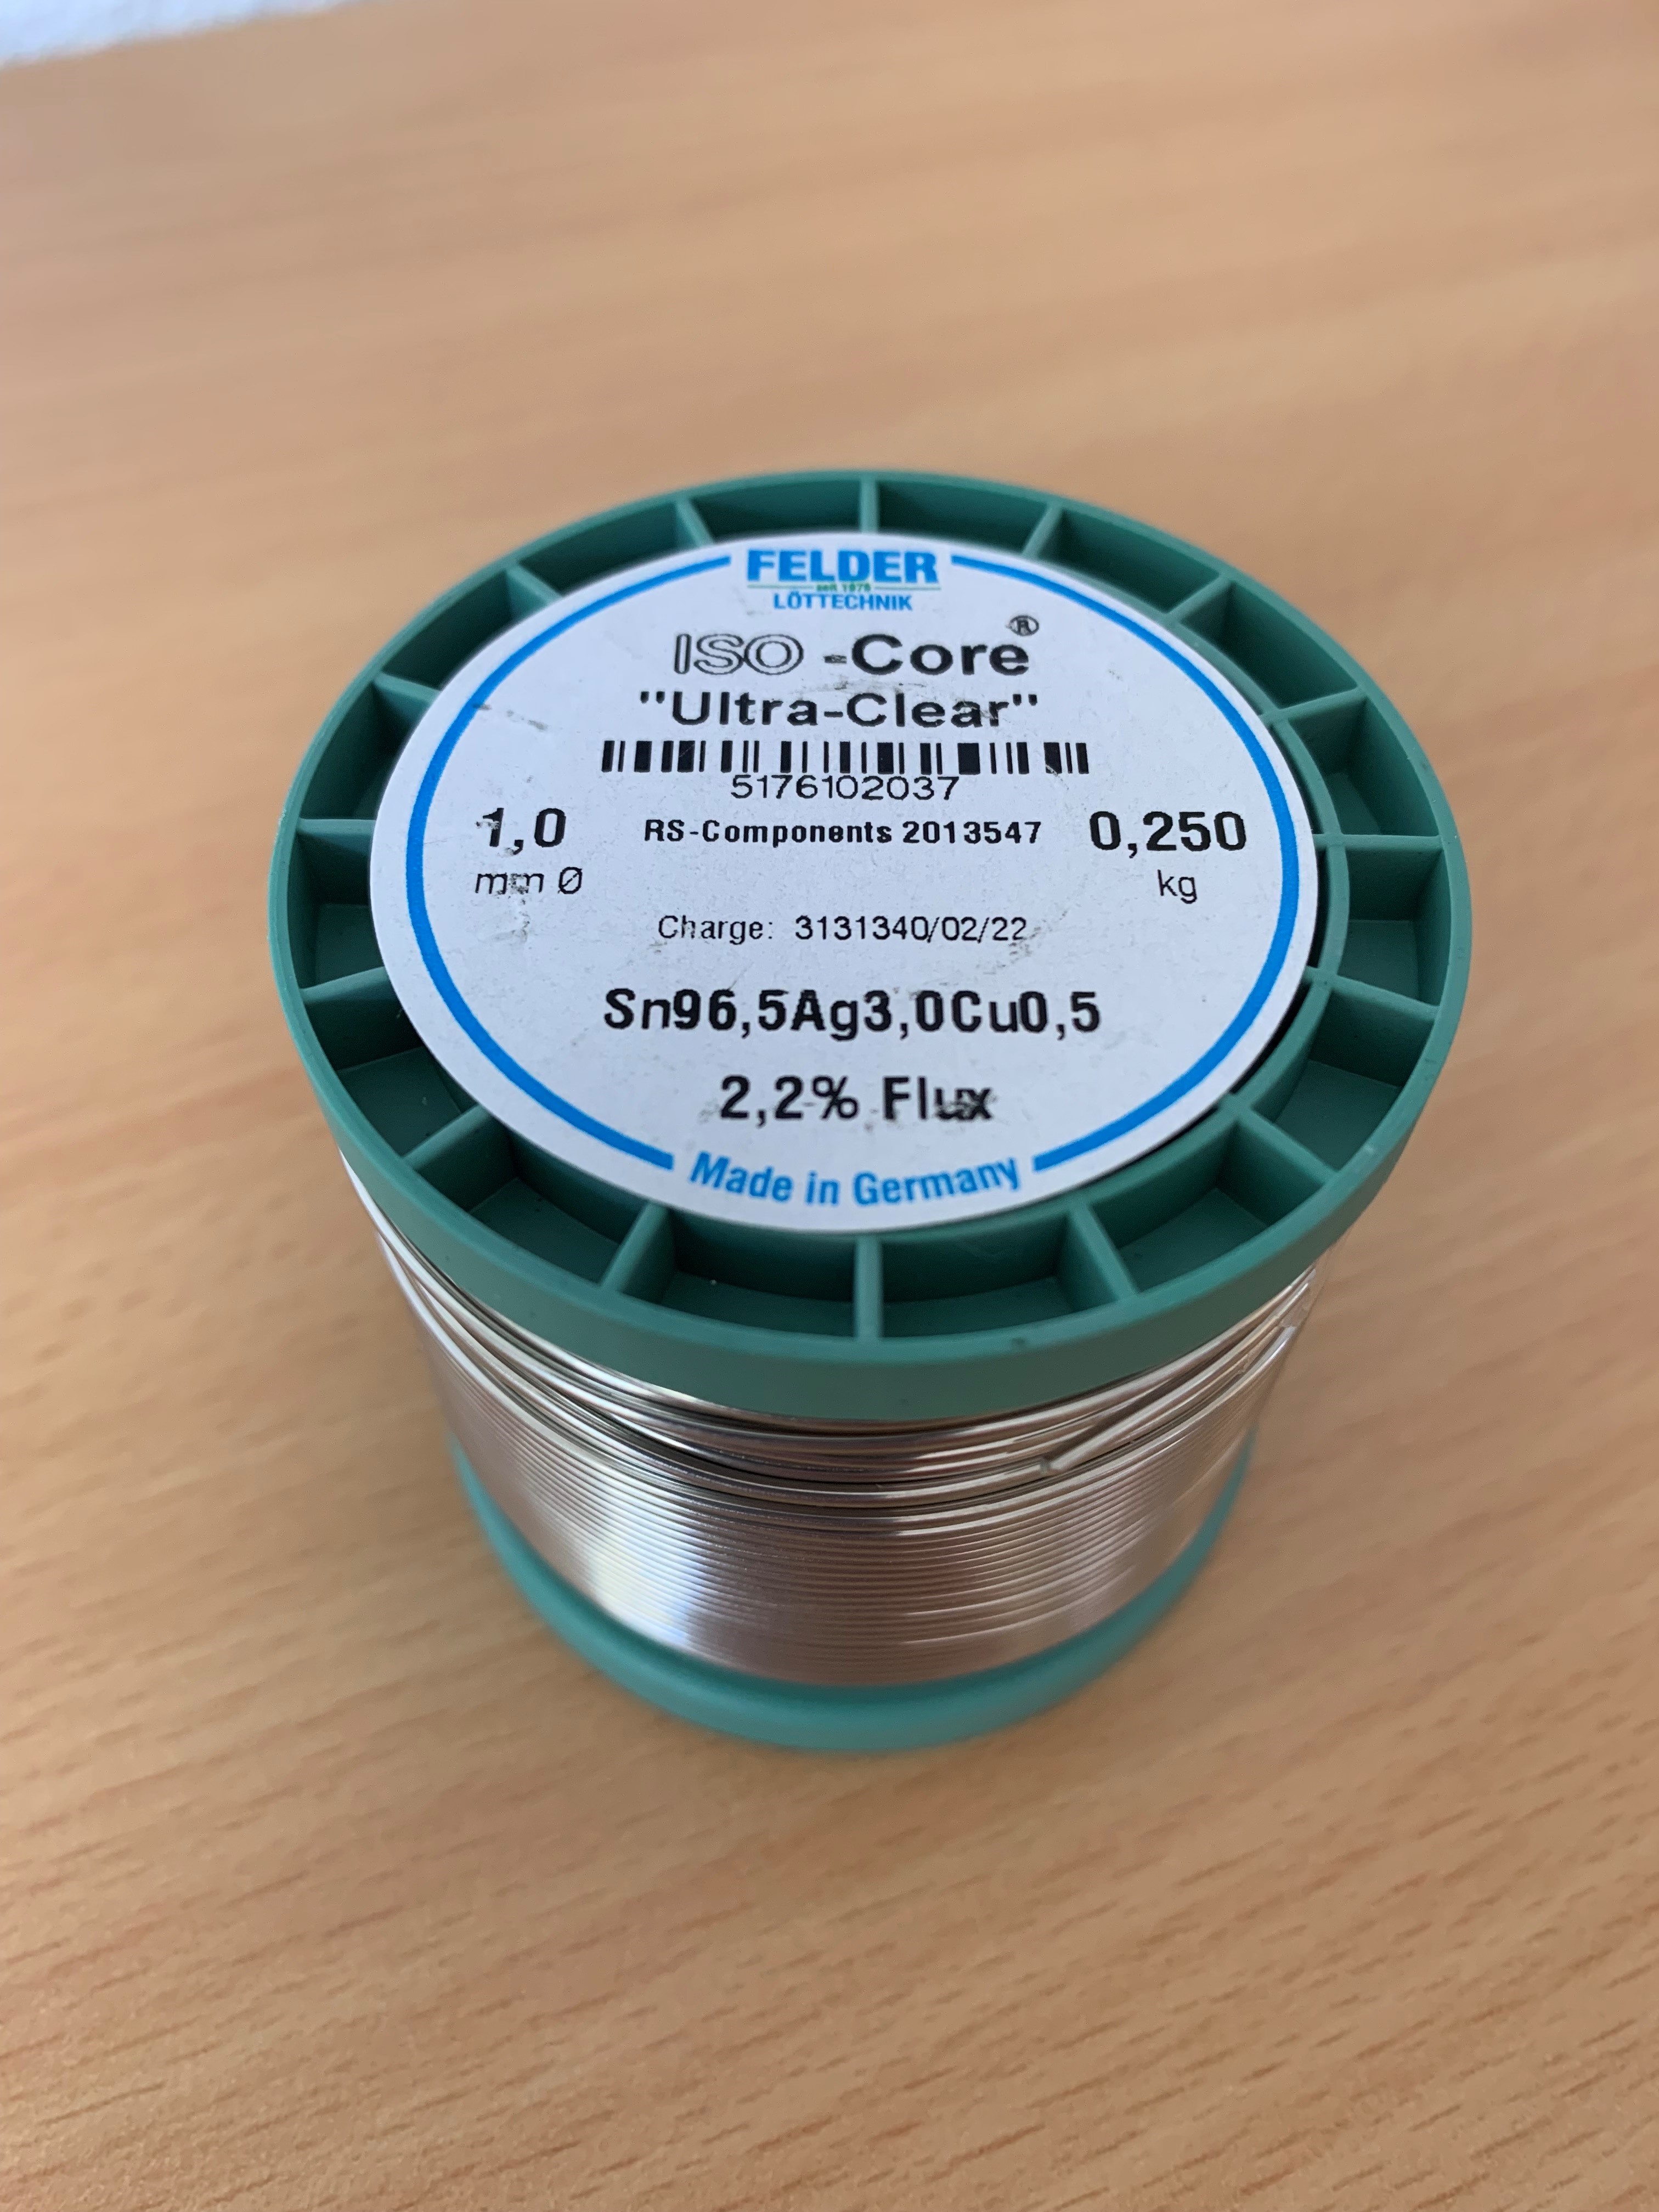 FELDER
seit 1979
LÖTTECHNIK
ISO-Core®
"Ultra-Clear"
5176102037
1,0 RS-Components 2013547 0,250
mm Ø kg
Charge: 3131340/02/22
Sn96,5Ag3,0Cu0,5
2,2% Flux
Made in Germany